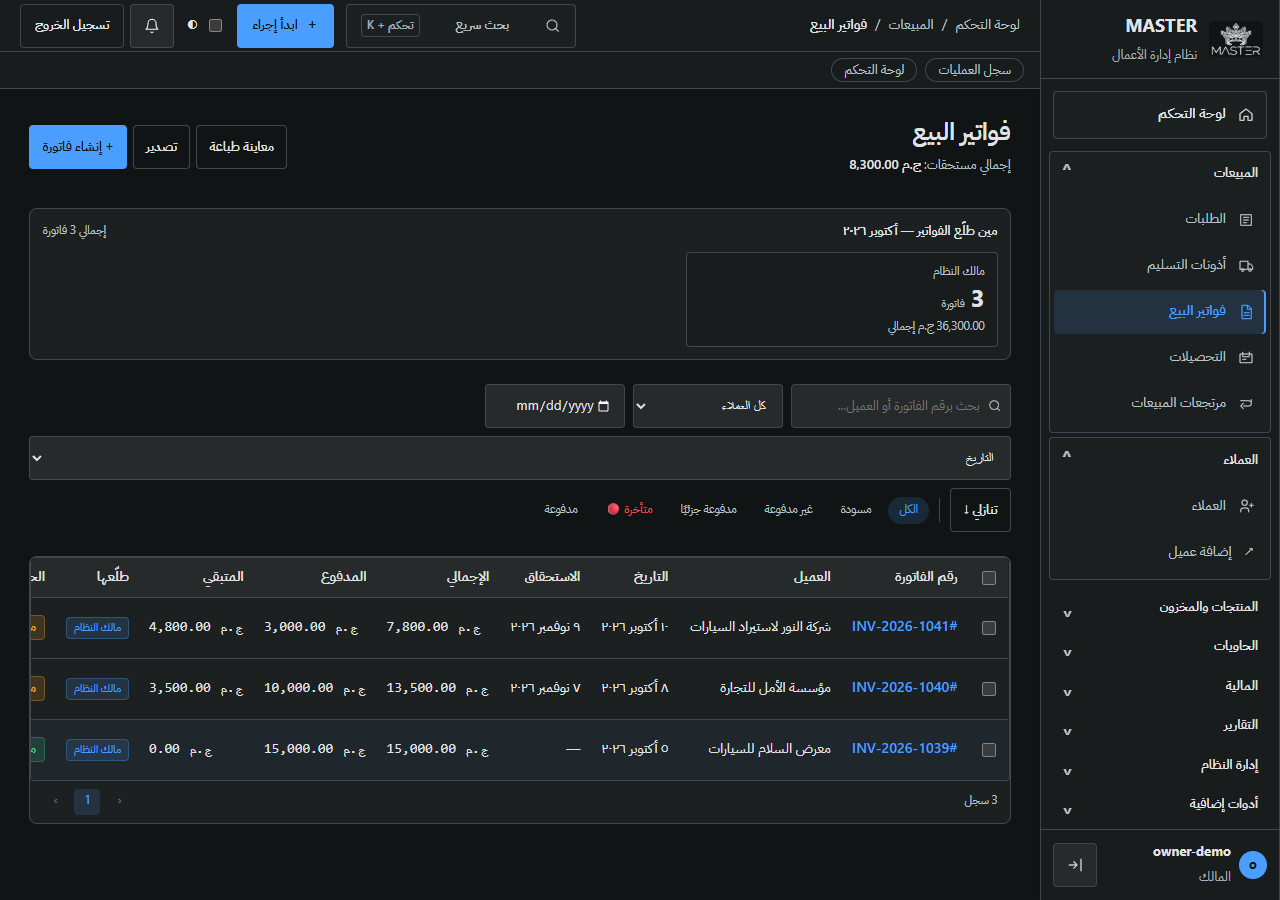 MASTER
MASTER
نظام إدارة الأعمال
لوحة التحكم
المبيعات
الطلبات
أذونات التسليم
فواتير البيع
التحصيلات
مرتجعات المبيعات
العملاء
العملاء
إضافة عميل
المنتجات والمخزون
الحاويات
المالية
التقارير
إدارة النظام
أدوات إضافية
owner-demo
المالك
لوحة التحكم / المبيعات / فواتير البيع
بحث سريع تحكم + K
+ ابدأ إجراء
تسجيل الخروج
سجل العمليات لوحة التحكم
فواتير البيع
إجمالي مستحقات: ج.م 8,300.00
معاينة طباعة تصدير + إنشاء فاتورة
مين طلّع الفواتير — أكتوبر ٢٠٢٦ إجمالي 3 فاتورة
مالك النظام
3 فاتورة
36,300.00 ج.م إجمالي
بحث برقم الفاتورة أو العميل... كل العملاء mm/dd/yyyy
التاريخ
تنازلي ↓ الكل مسودة غير مدفوعة مدفوعة جزئيًا متأخرة مدفوعة
رقم الفاتورة العميل التاريخ الاستحقاق الإجمالي المدفوع المتبقي طلّعها
INV-2026-1041# شركة النور لاستيراد السيارات ١٠ أكتوبر ٢٠٢٦ ٩ نوفمبر ٢٠٢٦ ج.م 7,800.00 ج.م 3,000.00 ج.م 4,800.00 مالك النظام
INV-2026-1040# مؤسسة الأمل للتجارة ٨ أكتوبر ٢٠٢٦ ٧ نوفمبر ٢٠٢٦ ج.م 13,500.00 ج.م 10,000.00 ج.م 3,500.00 مالك النظام
INV-2026-1039# معرض السلام للسيارات ٥ أكتوبر ٢٠٢٦ — ج.م 15,000.00 ج.م 15,000.00 ج.م 0.00 مالك النظام
3 سجل › 1 ‹